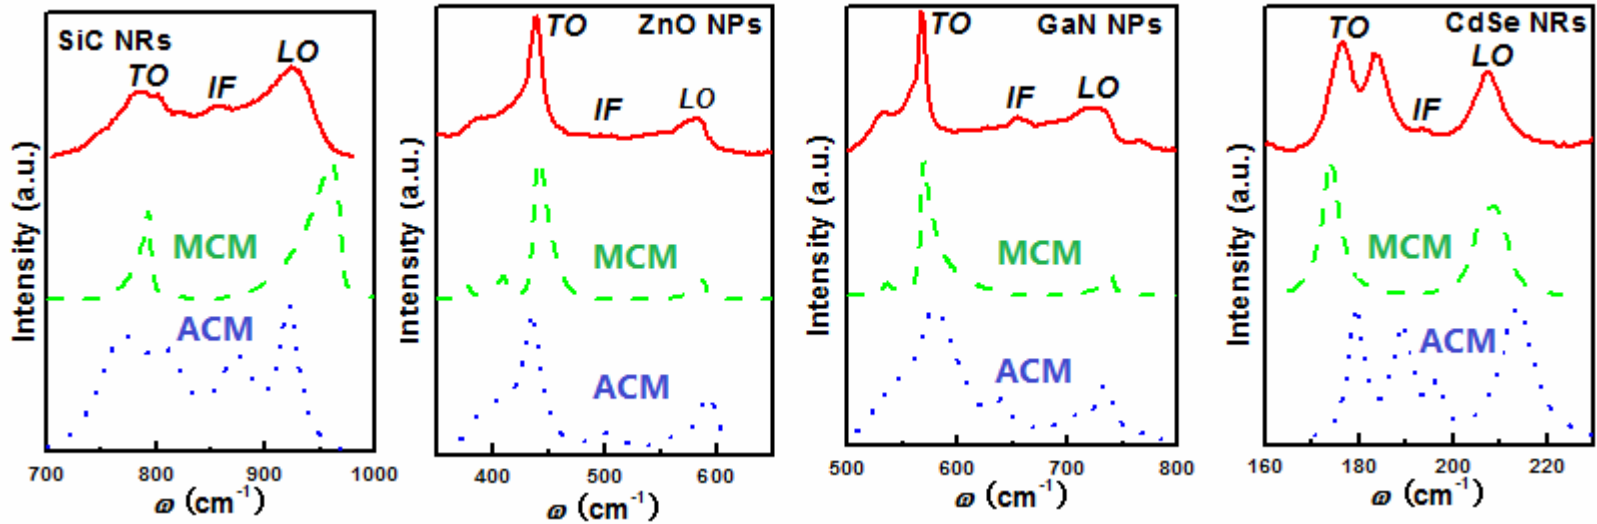 SiC NRs
TO
IF
LO
MCM
ACM
Intensity (a.u.)
700 800 900 1000
ω (cm⁻¹)
ZnO NPs
TO
IF
LO
MCM
ACM
Intensity (a.u.)
400 500 600
ω (cm⁻¹)
GaN NPs
TO
IF
LO
MCM
ACM
Intensity (a.u.)
500 600 700 800
ω (cm⁻¹)
CdSe NRs
TO
IF
LO
MCM
ACM
Intensity (a.u.)
160 180 200 220
ω (cm⁻¹)